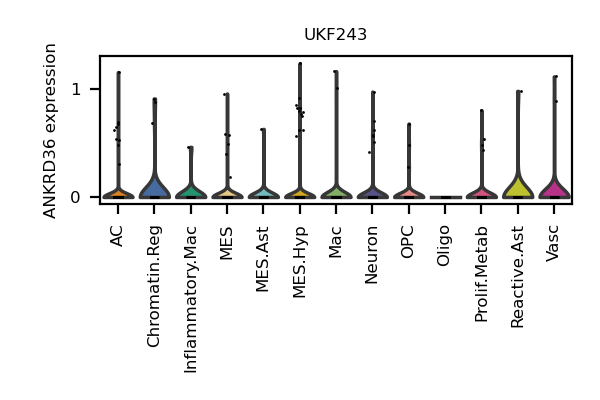 UKF243
ANKRD36 expression
1
0
AC
Chromatin.Reg
Inflammatory.Mac
MES
MES.Ast
MES.Hyp
Mac
Neuron
OPC
Oligo
Prolif.Metab
Reactive.Ast
Vasc